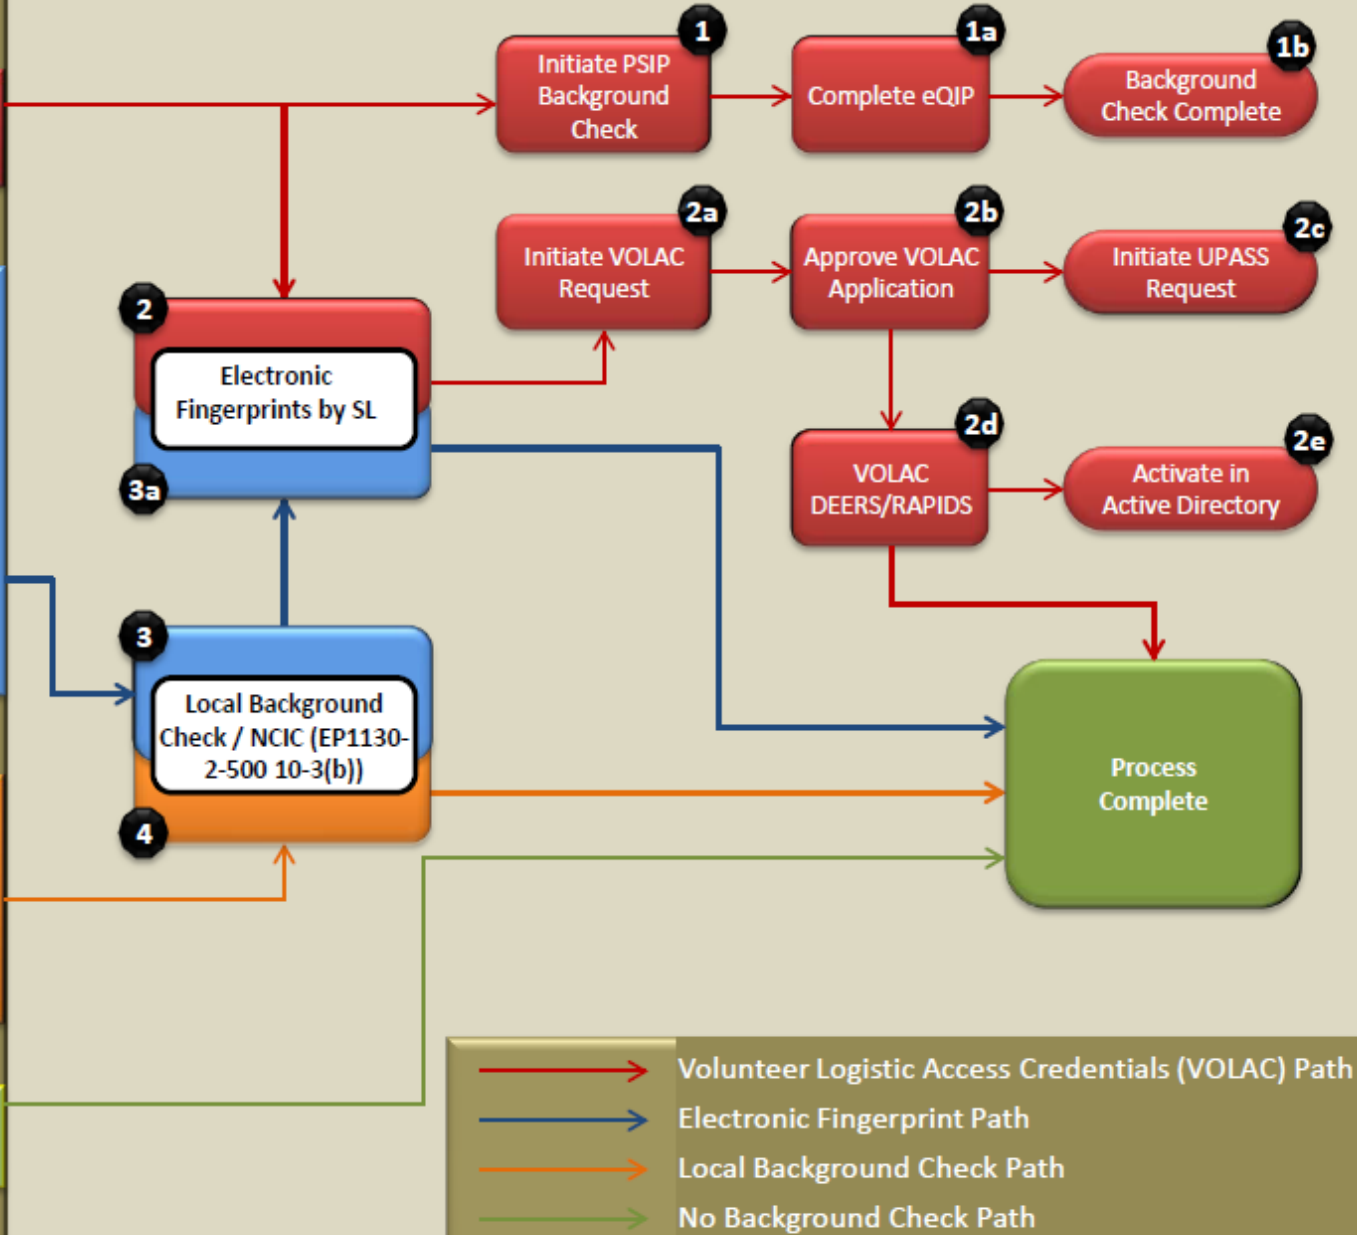 1
Initiate PSIP
Background
Check
1a
Complete eQIP
1b
Background
Check Complete
2a
Initiate VOLAC
Request
2b
Approve VOLAC
Application
2c
Initiate UPASS
Request
2
Electronic
Fingerprints by SL
3a
2d
VOLAC
DEERS/RAPIDS
2e
Activate in
Active Directory
3
Local Background
Check / NCIC (EP1130-
2-500 10-3(b))
4
Process
Complete
Volunteer Logistic Access Credentials (VOLAC) Path
Electronic Fingerprint Path
Local Background Check Path
No Background Check Path